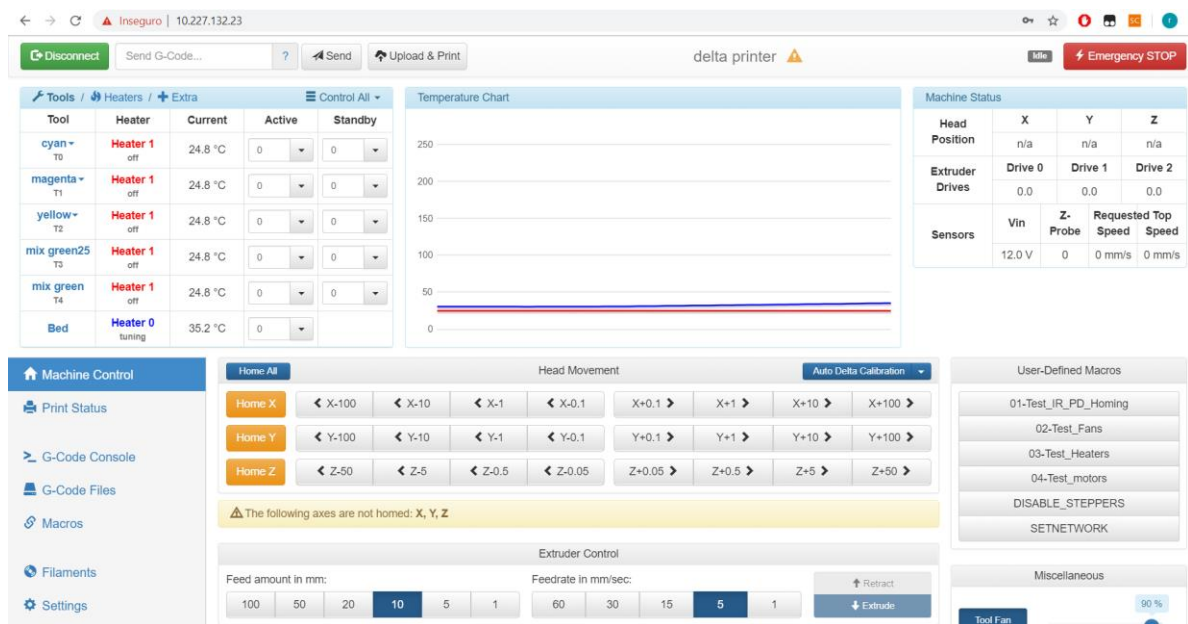 Inseguro | 10.227.132.23
Disconnect Send G-Code... ? Send Upload & Print delta printer Idle Emergency STOP
Tools / Heaters / + Extra Control All
Tool Heater Current Active Standby
cyan Heater 1 24.8 °C 0 0
T0 off
magenta Heater 1 24.8 °C 0 0
T1 off
yellow Heater 1 24.8 °C 0 0
T2 off
mix green25 Heater 1 24.8 °C 0 0
T3 off
mix green Heater 1 24.8 °C 0 0
T4 off
Bed Heater 0 35.2 °C 0
tuning
Temperature Chart
250
200
150
100
50
0
Machine Status
Head Position X Y Z
n/a n/a n/a
Extruder Drives Drive 0 Drive 1 Drive 2
0.0 0.0 0.0
Sensors Vin Z-Probe Requested Speed Top Speed
12.0 V 0 0 mm/s 0 mm/s
Machine Control
Print Status
G-Code Console
G-Code Files
Macros
Filaments
Settings
Home All Head Movement Auto Delta Calibration
Home X X-100 X-10 X-1 X-0.1 X+0.1 X+1 X+10 X+100
Home Y Y-100 Y-10 Y-1 Y-0.1 Y+0.1 Y+1 Y+10 Y+100
Home Z Z-50 Z-5 Z-0.5 Z-0.05 Z+0.05 Z+0.5 Z+5 Z+50
The following axes are not homed: X, Y, Z
Extruder Control
Feed amount in mm: Feedrate in mm/sec: Retract
100 50 20 10 5 1 60 30 15 5 1 Extrude
User-Defined Macros
01-Test_IR_PD_Homing
02-Test_Fans
03-Test_Heaters
04-Test_motors
DISABLE_STEPPERS
SETNETWORK
Miscellaneous
90 %
Tool Fan